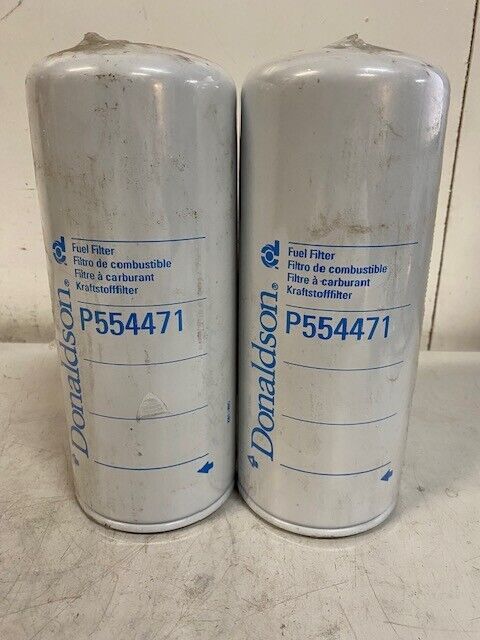 Fuel Filter
Filtro de combustible
Filtre à carburant
Kraftstofffilter
P554471
Donaldson®
Fuel Filter
Filtro de combustible
Filtre à carburant
Kraftstofffilter
P554471
Donaldson®